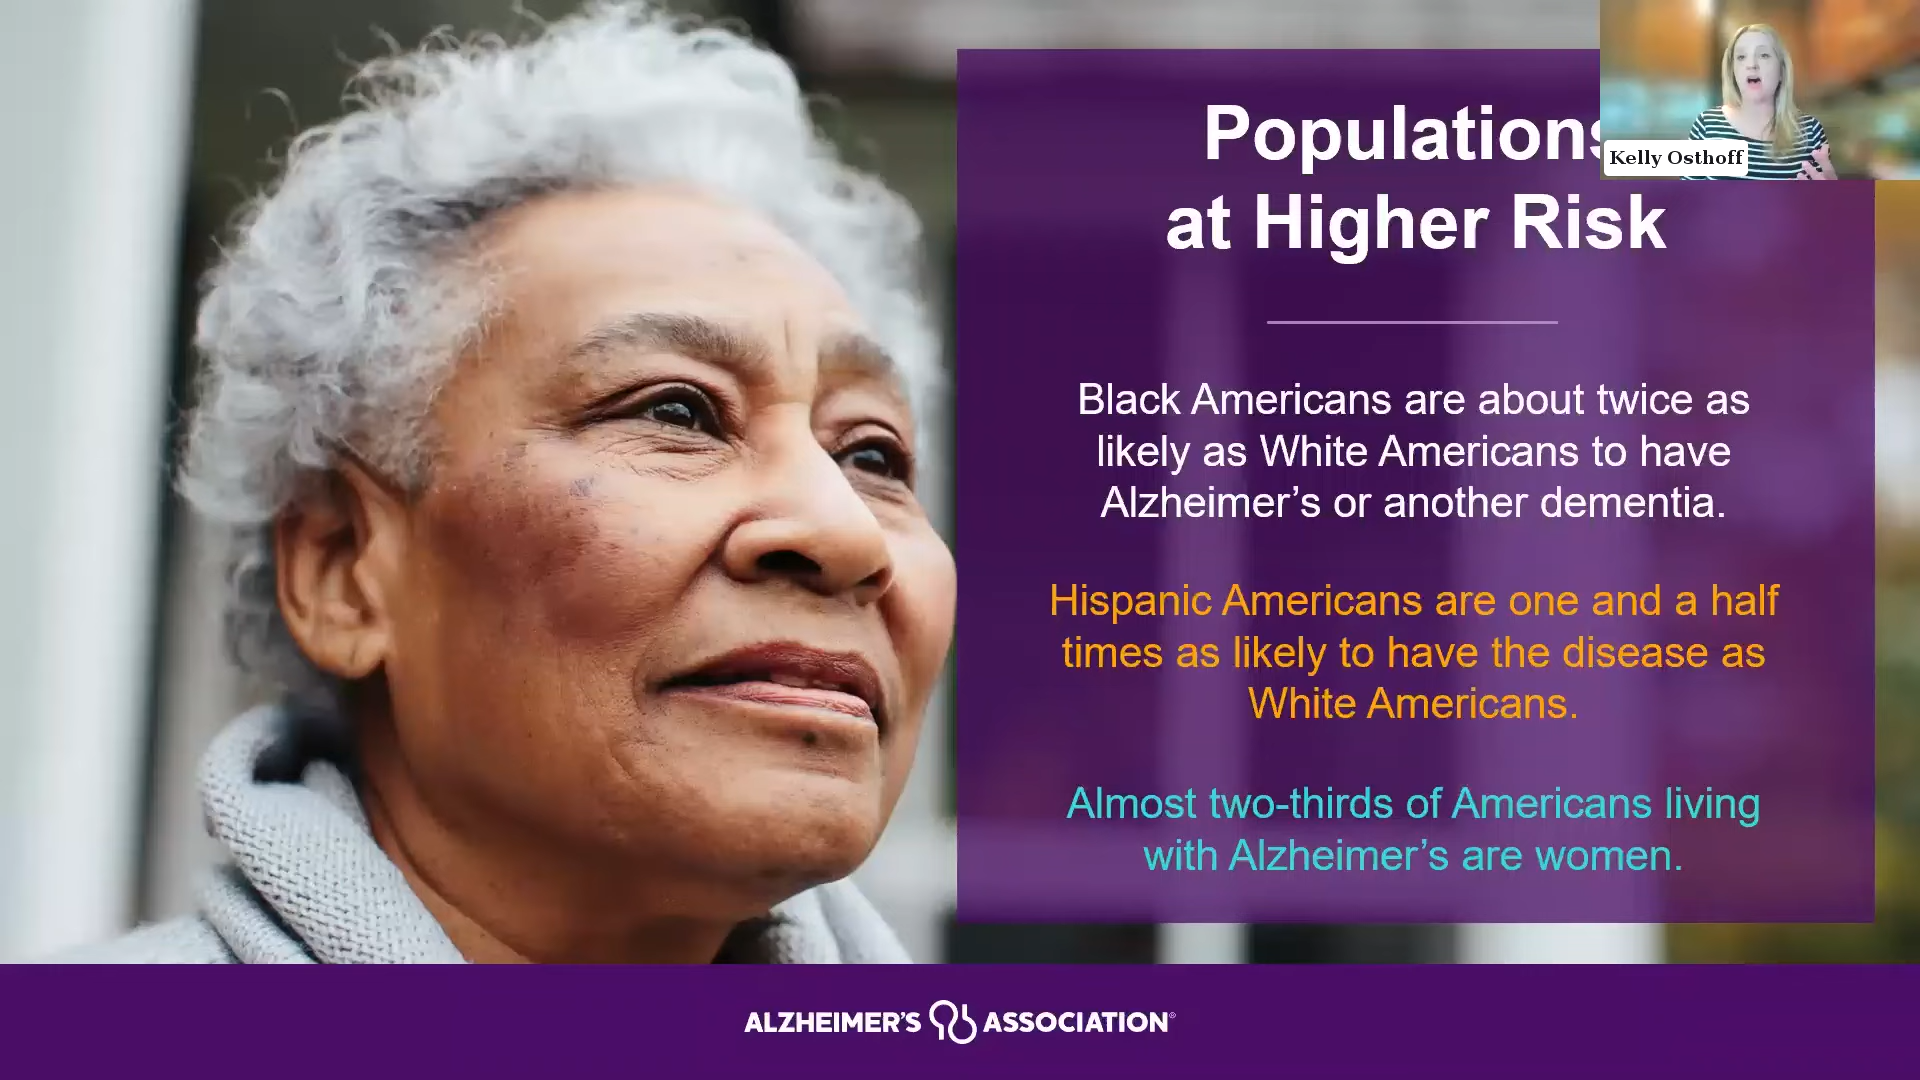 Populations
at Higher Risk
Kelly Osthoff
Black Americans are about twice as
likely as White Americans to have
Alzheimer’s or another dementia.
Hispanic Americans are one and a half
times as likely to have the disease as
White Americans.
Almost two-thirds of Americans living
with Alzheimer’s are women.
ALZHEIMER’S ASSOCIATION®